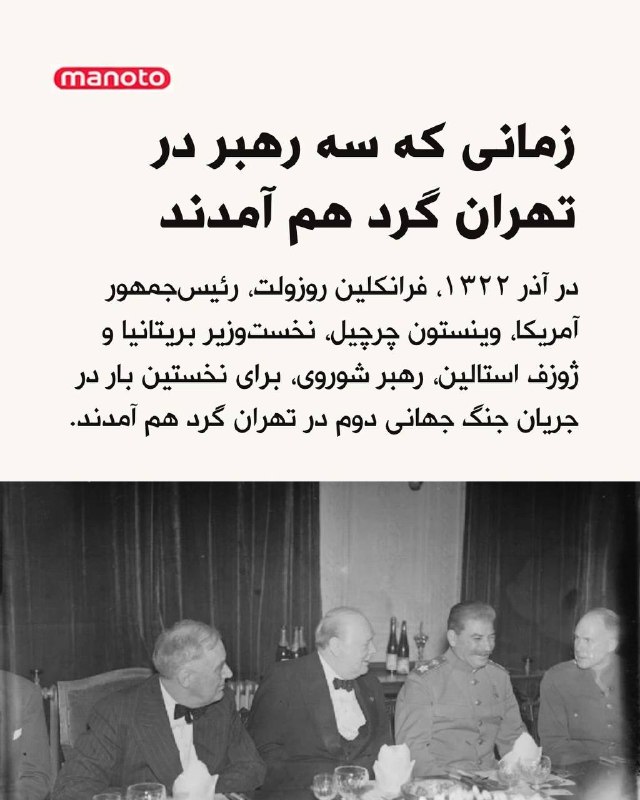 manoto
زمانی که سه رهبر در
تهران گرد هم آمدند
در آذر ۱۳۲۲، فرانکلین روزولت، رئیس‌جمهور
آمریکا، وینستون چرچیل، نخست‌وزیر بریتانیا و
ژوزف استالین، رهبر شوروی، برای نخستین بار در
جریان جنگ جهانی دوم در تهران گرد هم آمدند.